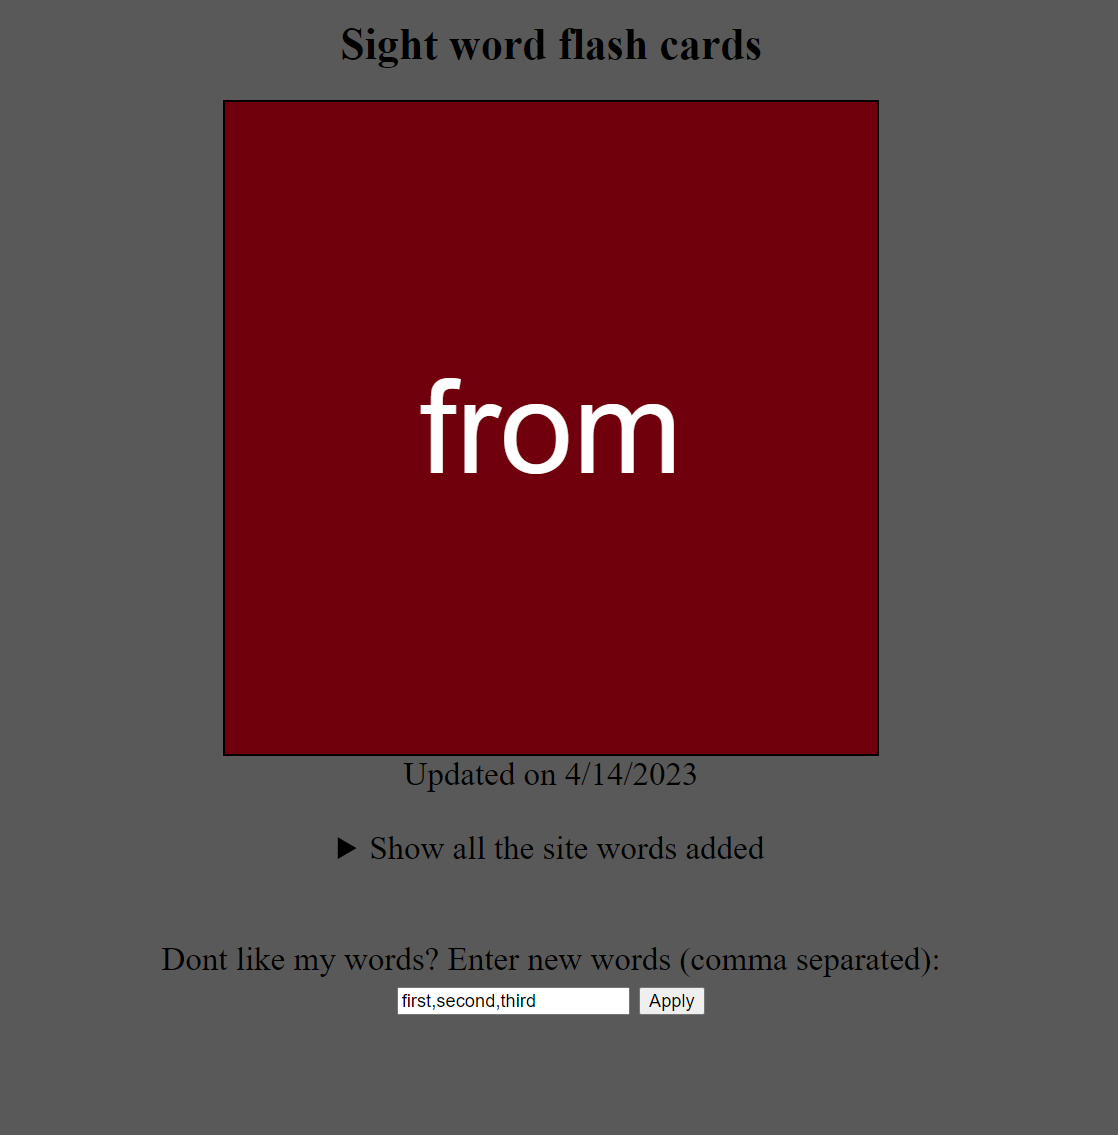 Sight word flash cards
from
Updated on 4/14/2023
Show all the site words added
Dont like my words? Enter new words (comma separated):
first,second,third Apply